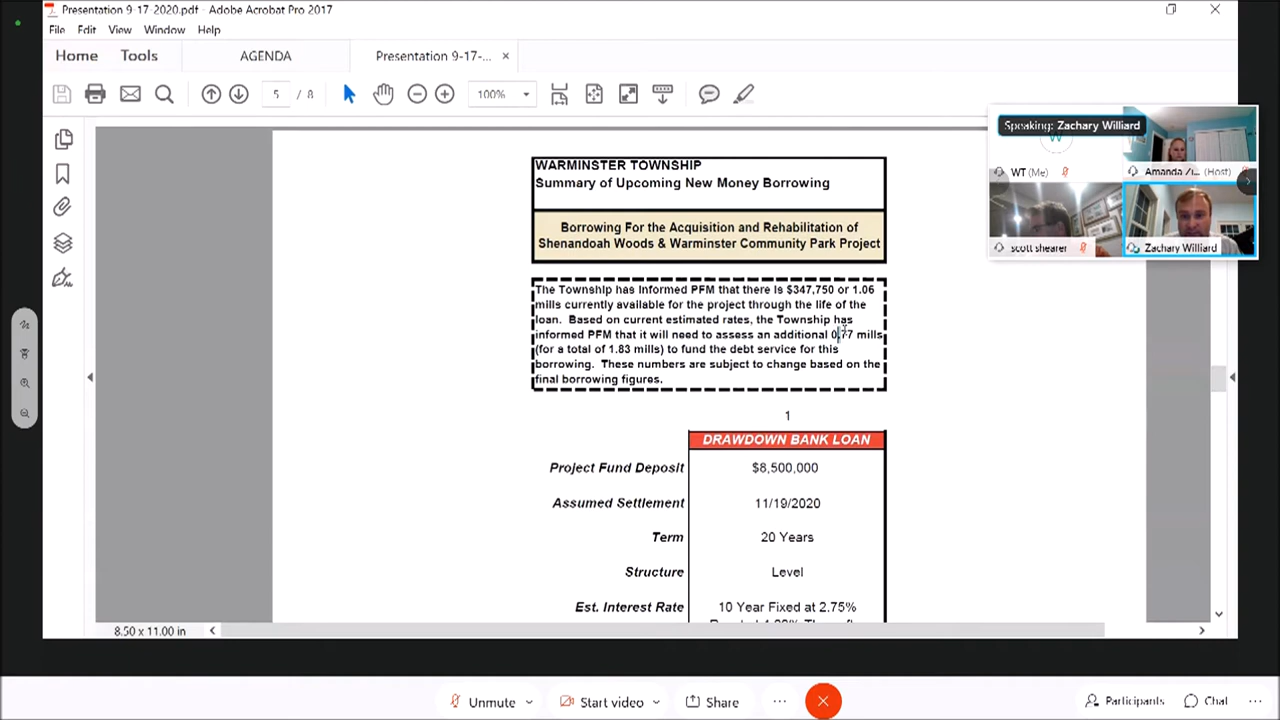 Presentation 9-17-2020.pdf - Adobe Acrobat Pro 2017
File Edit View Window Help
Home Tools AGENDA Presentation 9-17-... ×
5 / 8 100%
Speaking: Zachary Williard
WT (Me) Amanda Zi... (Host)
scott shearer Zachary Williard
WARMINSTER TOWNSHIP
Summary of Upcoming New Money Borrowing
Borrowing For the Acquisition and Rehabilitation of
Shenandoah Woods & Warminster Community Park Project
The Township has informed PFM that there is $347,750 or 1.06
mills currently available for the project through the life of the
loan. Based on current estimated rates, the Township has
informed PFM that it will need to assess an additional 0.77 mills
(for a total of 1.83 mills) to fund the debt service for this
borrowing. These numbers are subject to change based on the
final borrowing figures.
1
DRAWDOWN BANK LOAN
Project Fund Deposit $8,500,000
Assumed Settlement 11/19/2020
Term 20 Years
Structure Level
Est. Interest Rate 10 Year Fixed at 2.75%
8.50 x 11.00 in
Unmute Start video Share ... Participants Chat ...